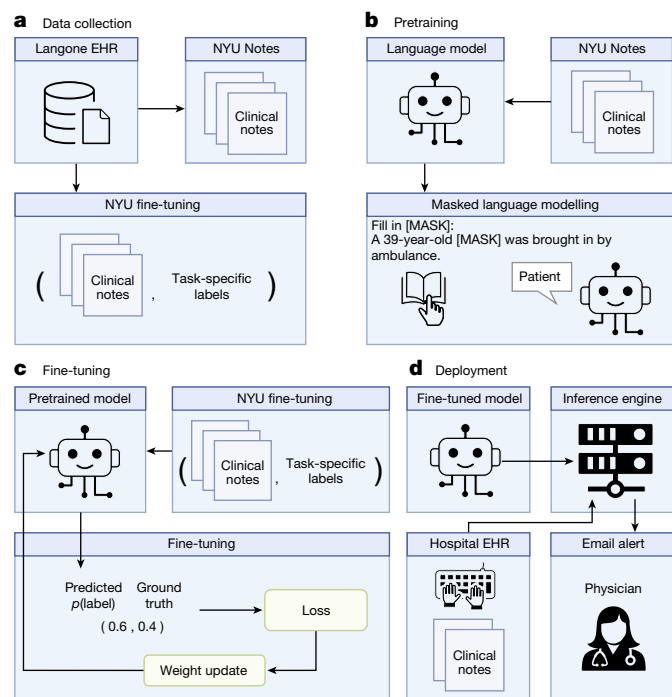 a Data collection
Langone EHR
NYU Notes
Clinical
notes
NYU fine-tuning
( Clinical
notes , Task-specific
labels )
b Pretraining
Language model
NYU Notes
Clinical
notes
Masked language modelling
Fill in [MASK]:
A 39-year-old [MASK] was brought in by
ambulance.
Patient
c Fine-tuning
Pretrained model
NYU fine-tuning
( Clinical
notes , Task-specific
labels )
Fine-tuning
Predicted
p(label)
Ground
truth
( 0.6 , 0.4 )
Loss
Weight update
d Deployment
Fine-tuned model
Inference engine
Hospital EHR
Clinical
notes
Email alert
Physician